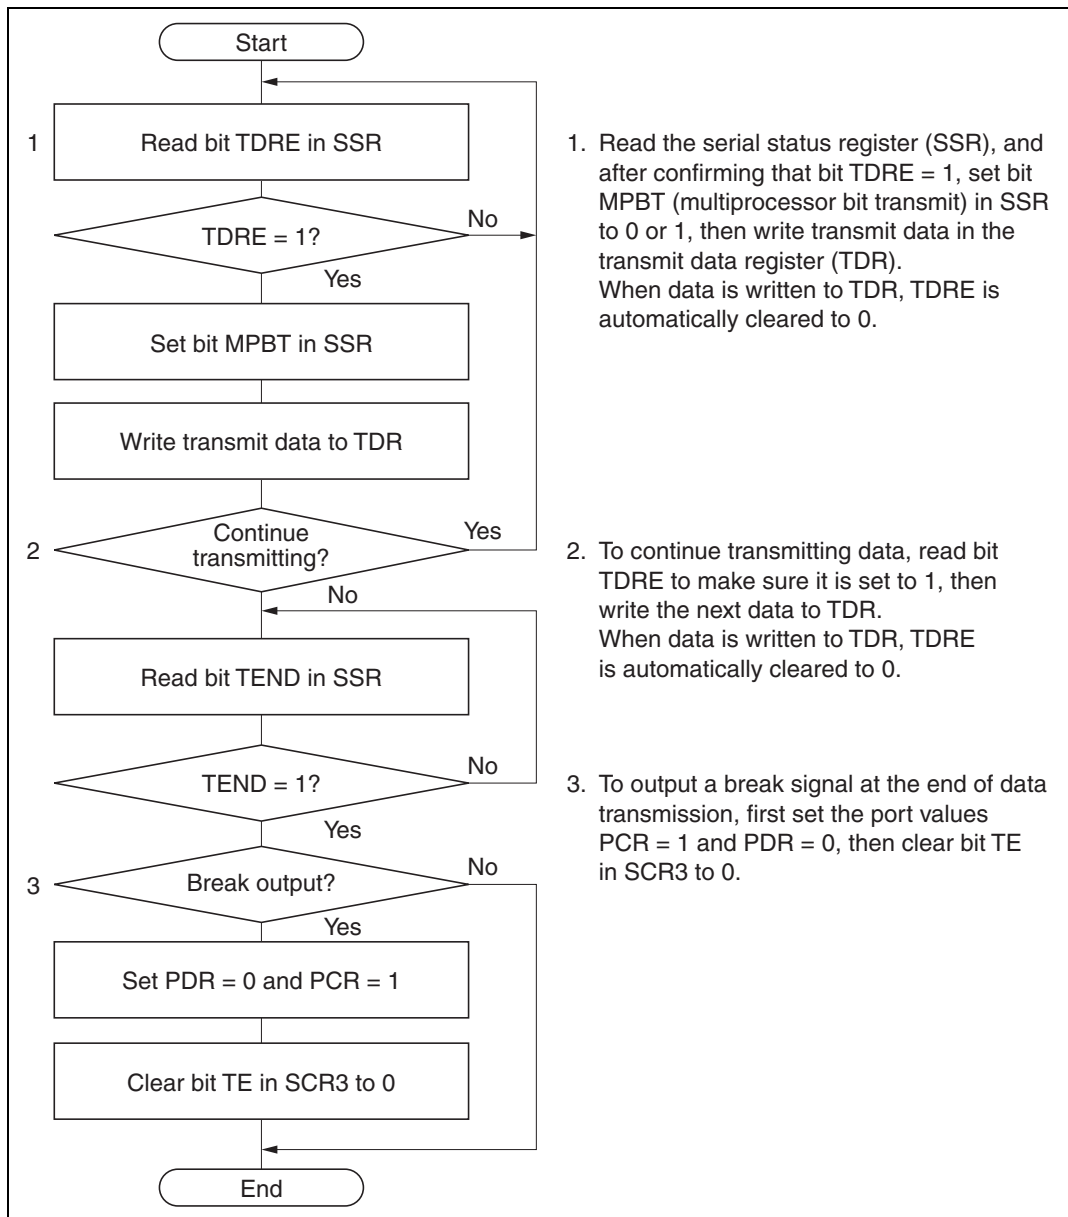 Start
1
Read bit TDRE in SSR
TDRE = 1?
No
Yes
Set bit MPBT in SSR
Write transmit data to TDR
2
Continue
transmitting?
Yes
No
Read bit TEND in SSR
TEND = 1?
No
Yes
3
Break output?
No
Yes
Set PDR = 0 and PCR = 1
Clear bit TE in SCR3 to 0
End
1. Read the serial status register (SSR), and
after confirming that bit TDRE = 1, set bit
MPBT (multiprocessor bit transmit) in SSR
to 0 or 1, then write transmit data in the
transmit data register (TDR).
When data is written to TDR, TDRE is
automatically cleared to 0.
2. To continue transmitting data, read bit
TDRE to make sure it is set to 1, then
write the next data to TDR.
When data is written to TDR, TDRE
is automatically cleared to 0.
3. To output a break signal at the end of data
transmission, first set the port values
PCR = 1 and PDR = 0, then clear bit TE
in SCR3 to 0.